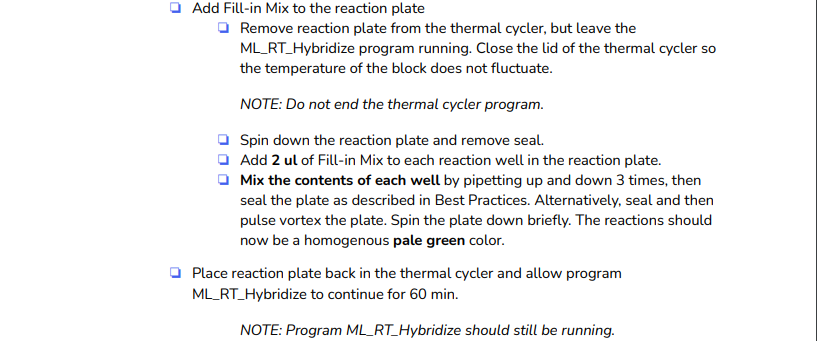 Add Fill-in Mix to the reaction plate
Remove reaction plate from the thermal cycler, but leave the
ML_RT_Hybridize program running. Close the lid of the thermal cycler so
the temperature of the block does not fluctuate.
NOTE: Do not end the thermal cycler program.
Spin down the reaction plate and remove seal.
Add 2 ul of Fill-in Mix to each reaction well in the reaction plate.
Mix the contents of each well by pipetting up and down 3 times, then
seal the plate as described in Best Practices. Alternatively, seal and then
pulse vortex the plate. Spin the plate down briefly. The reactions should
now be a homogenous pale green color.
Place reaction plate back in the thermal cycler and allow program
ML_RT_Hybridize to continue for 60 min.
NOTE: Program ML_RT_Hybridize should still be running.